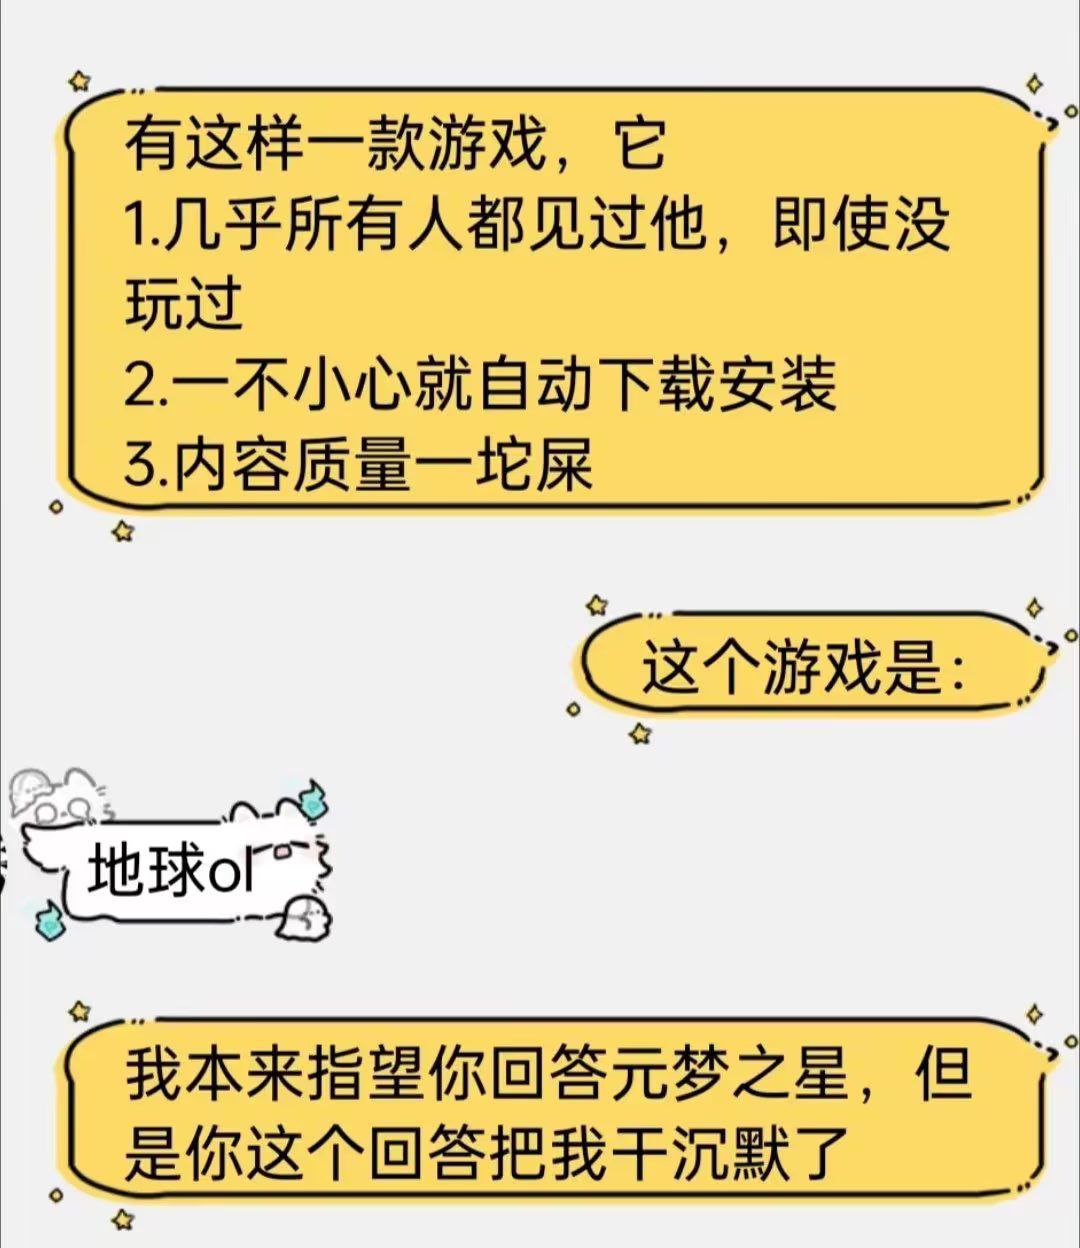 有这样一款游戏，它
1.几乎所有人都见过他，即使没
玩过
2.一不小心就自动下载安装
3.内容质量一坨屎
这个游戏是：
地球ol
我本来指望你回答元梦之星，但
是你这个回答把我干沉默了